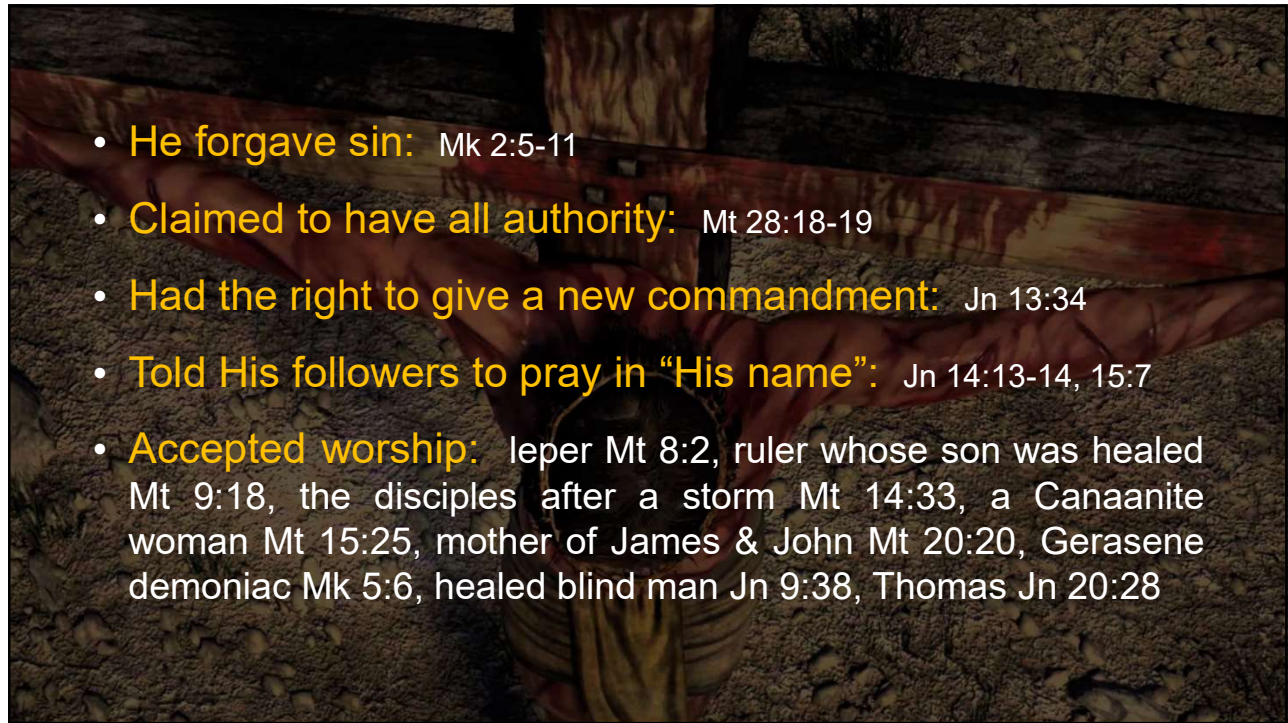 • He forgave sin: Mk 2:5-11
• Claimed to have all authority: Mt 28:18-19
• Had the right to give a new commandment: Jn 13:34
• Told His followers to pray in “His name”: Jn 14:13-14, 15:7
• Accepted worship: leper Mt 8:2, ruler whose son was healed
Mt 9:18, the disciples after a storm Mt 14:33, a Canaanite
woman Mt 15:25, mother of James & John Mt 20:20, Gerasene
demoniac Mk 5:6, healed blind man Jn 9:38, Thomas Jn 20:28